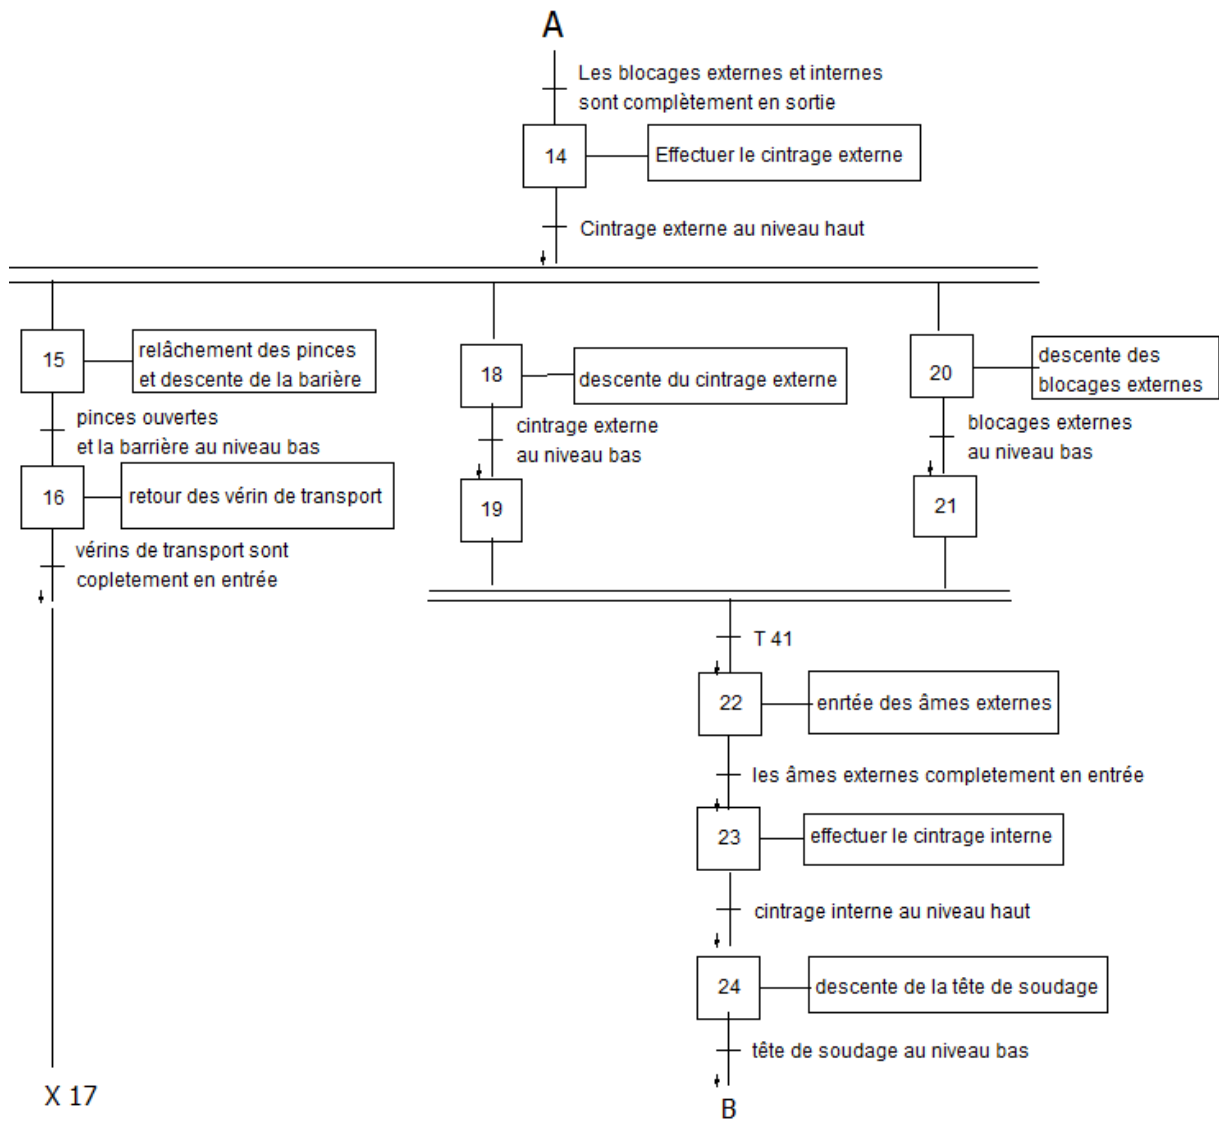 A
Les blocages externes et internes
sont complètement en sortie
14
Effectuer le cintrage externe
Cintrage externe au niveau haut
15
relâchement des pinces
et descente de la barière
18
descente du cintrage externe
20
descente des
blocages externes
pinces ouvertes
et la barrière au niveau bas
cintrage externe
au niveau bas
blocages externes
au niveau bas
16
retour des vérin de transport
19
21
vérins de transport sont
copletement en entrée
T 41
22
enrtée des âmes externes
les âmes externes completement en entrée
23
effectuer le cintrage interne
cintrage interne au niveau haut
24
descente de la tête de soudage
tête de soudage au niveau bas
X 17
B